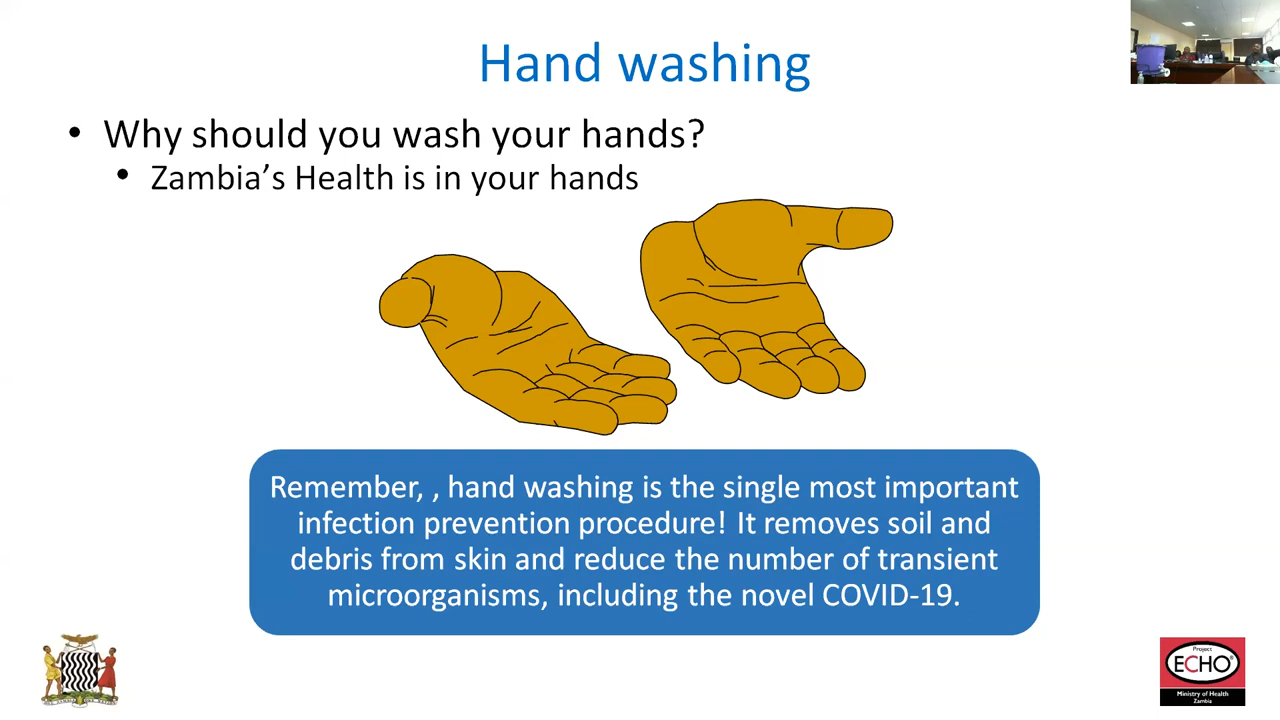 Hand washing
• Why should you wash your hands?
• Zambia’s Health is in your hands
Remember, , hand washing is the single most important
infection prevention procedure! It removes soil and
debris from skin and reduce the number of transient
microorganisms, including the novel COVID-19.
Project
ECHO®
Ministry of Health
Zambia